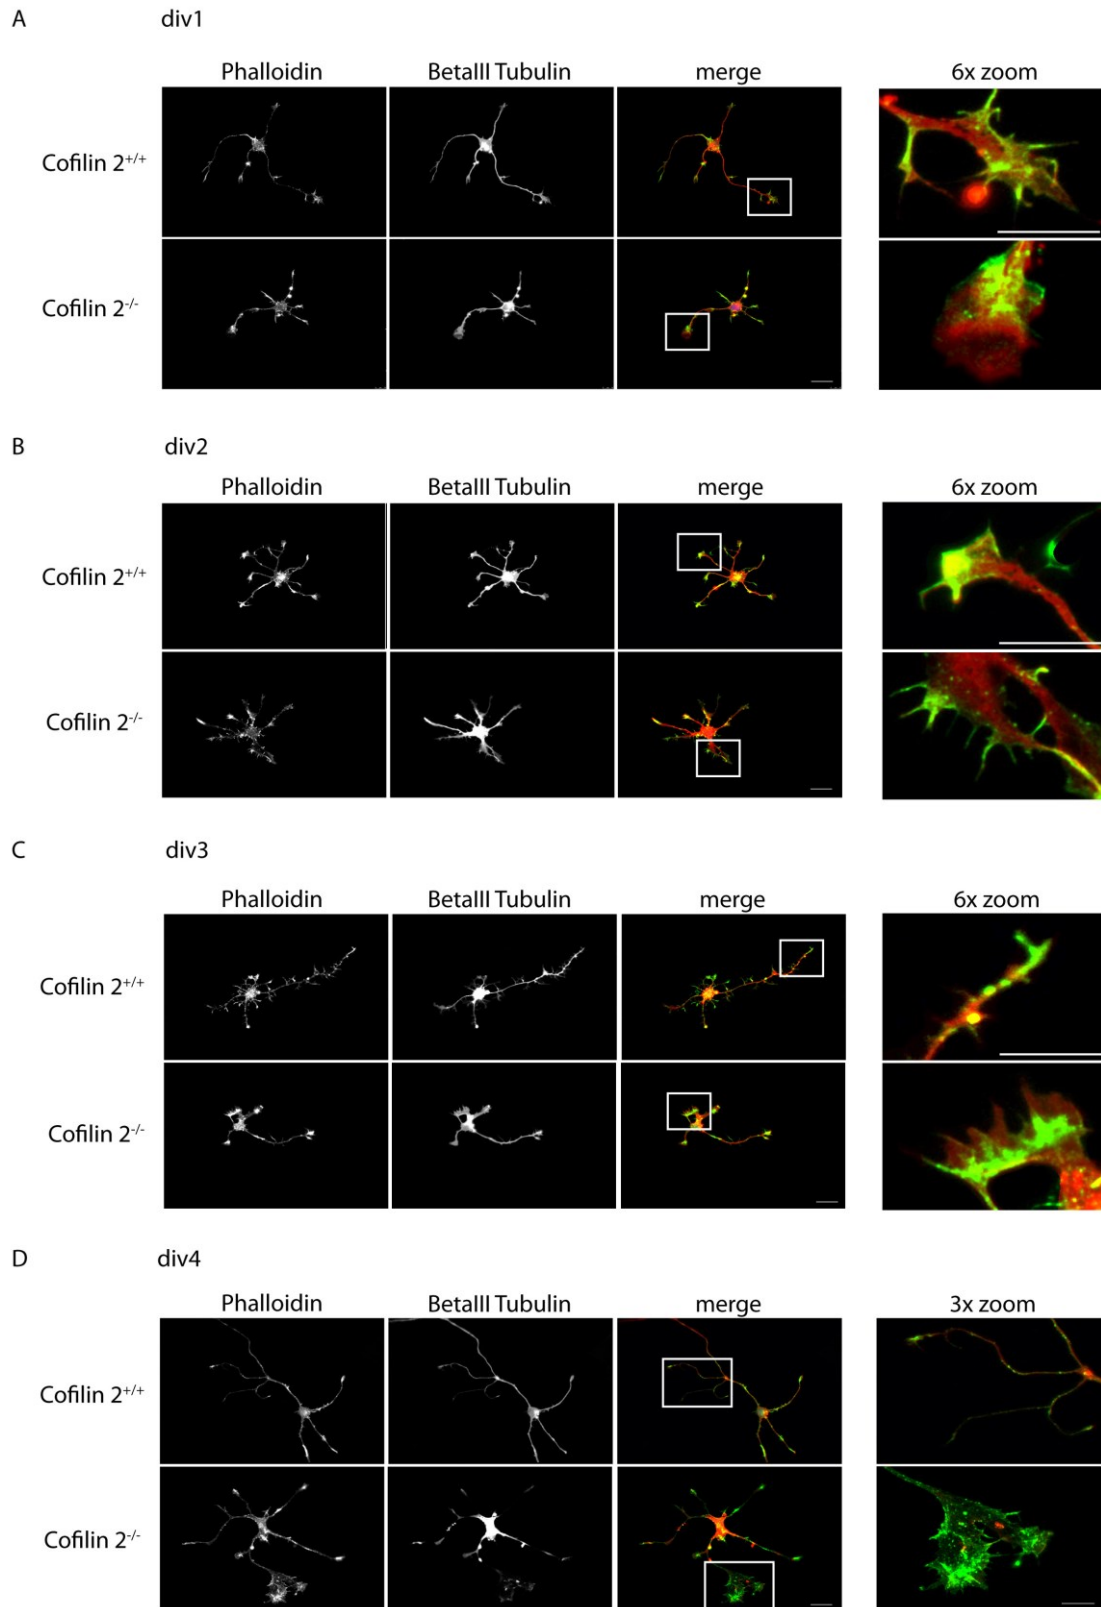 A div1
Phalloidin BetaIII Tubulin merge 6x zoom
Cofilin 2+/+
Cofilin 2-/-
B div2
Phalloidin BetaIII Tubulin merge 6x zoom
Cofilin 2+/+
Cofilin 2-/-
C div3
Phalloidin BetaIII Tubulin merge 6x zoom
Cofilin 2+/+
Cofilin 2-/-
D div4
Phalloidin BetaIII Tubulin merge 3x zoom
Cofilin 2+/+
Cofilin 2-/-